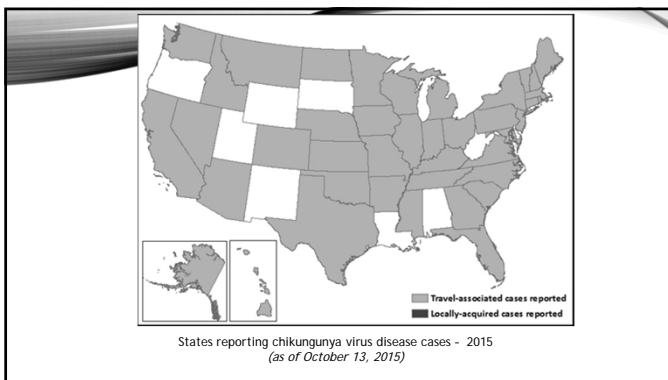 Travel-associated cases reported
Locally-acquired cases reported
States reporting chikungunya virus disease cases - 2015
(as of October 13, 2015)